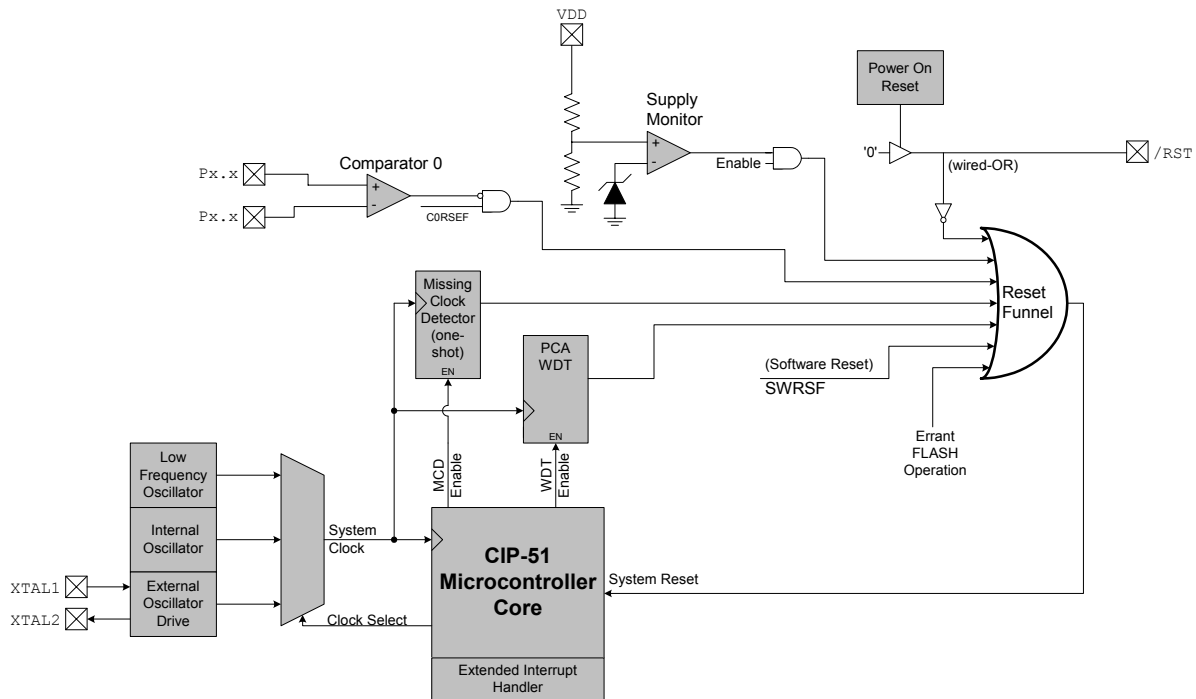 VDD
Power On
Reset
Supply
Monitor
+
-
Enable
'0'
(wired-OR)
/RST
Comparator 0
Px.x
Px.x
+
-
C0RSEF
Missing
Clock
Detector
(one-
shot)
EN
PCA
WDT
EN
(Software Reset)
SWRSF
Errant
FLASH
Operation
Reset
Funnel
MCD
Enable
WDT
Enable
Low
Frequency
Oscillator
Internal
Oscillator
External
Oscillator
Drive
XTAL1
XTAL2
System
Clock
Clock Select
CIP-51
Microcontroller
Core
System Reset
Extended Interrupt
Handler